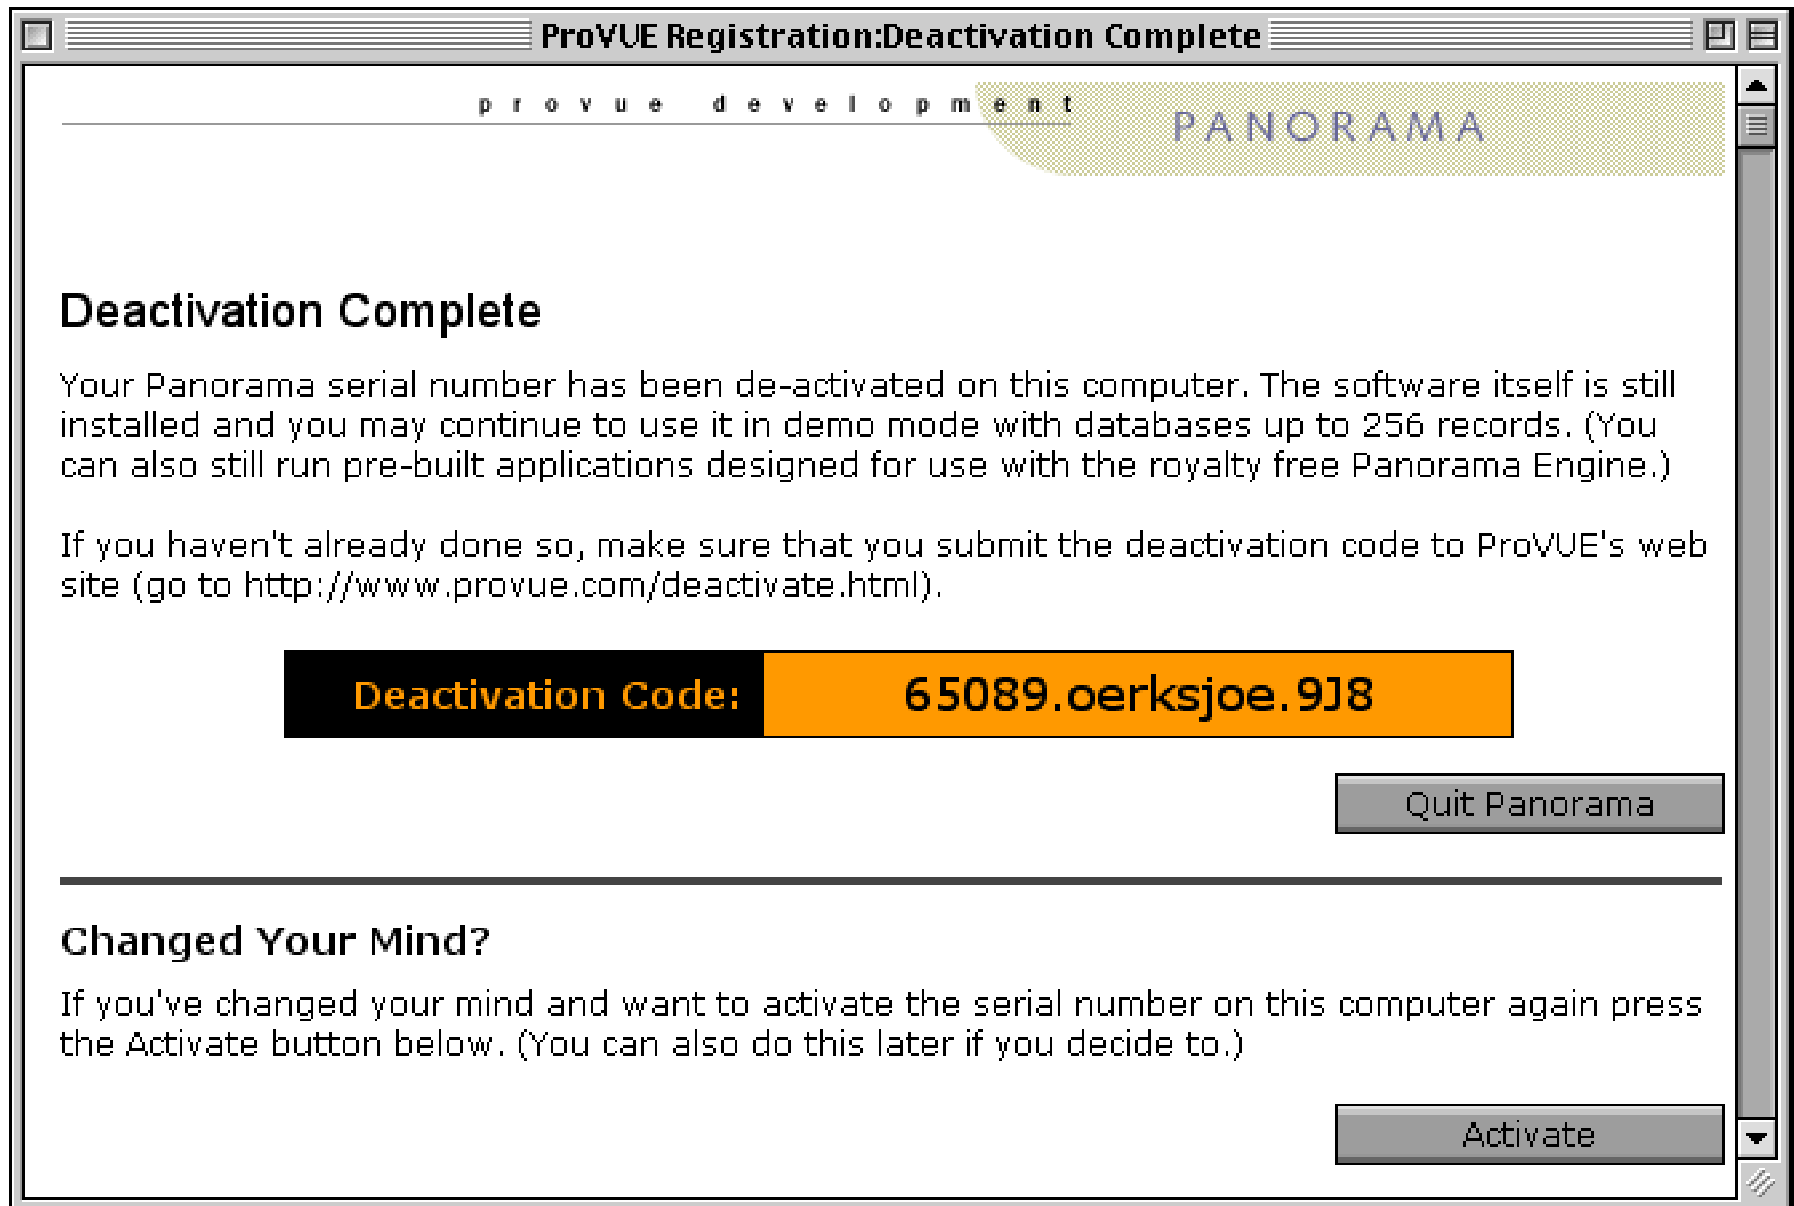 ProVUE Registration:Deactivation Complete
provue development
PANORAMA
Deactivation Complete
Your Panorama serial number has been de-activated on this computer. The software itself is still
installed and you may continue to use it in demo mode with databases up to 256 records. (You
can also still run pre-built applications designed for use with the royalty free Panorama Engine.)
If you haven't already done so, make sure that you submit the deactivation code to ProVUE's web
site (go to http://www.provue.com/deactivate.html).
Deactivation Code: 65089.oerksjoe.9J8
Quit Panorama
Changed Your Mind?
If you've changed your mind and want to activate the serial number on this computer again press
the Activate button below. (You can also do this later if you decide to.)
Activate